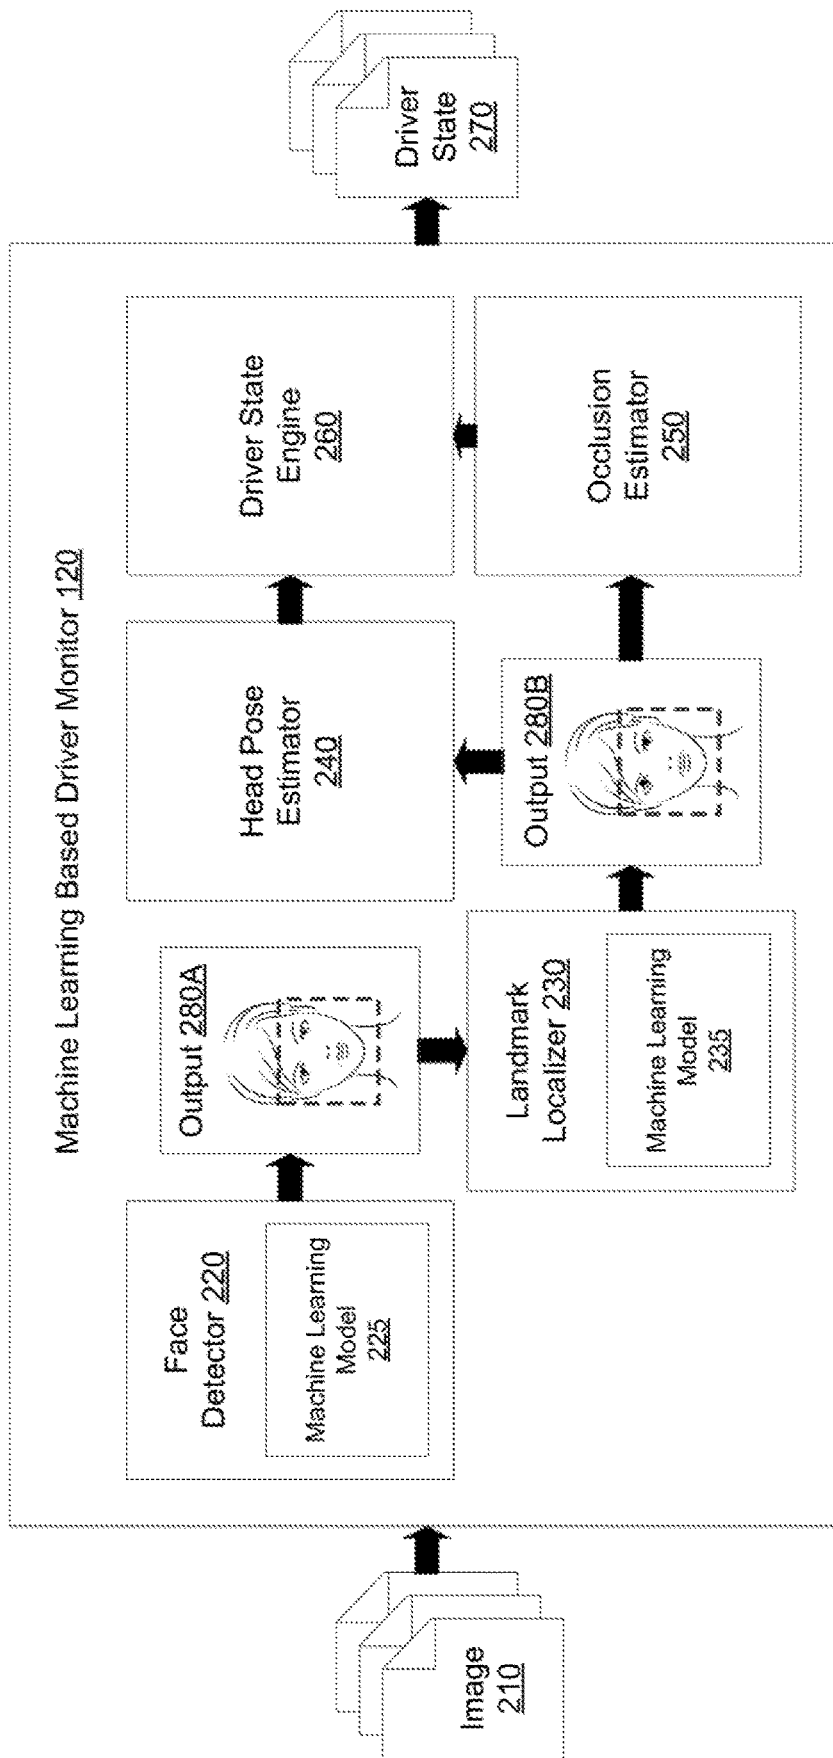 Machine Learning Based Driver Monitor 120
Image
210
Face
Detector 220
Machine Learning
Model
225
Output 280A
Landmark
Localizer 230
Machine Learning
Model
235
Output 280B
Head Pose
Estimator
240
Occlusion
Estimator
250
Driver State
Engine
260
Driver
State
270